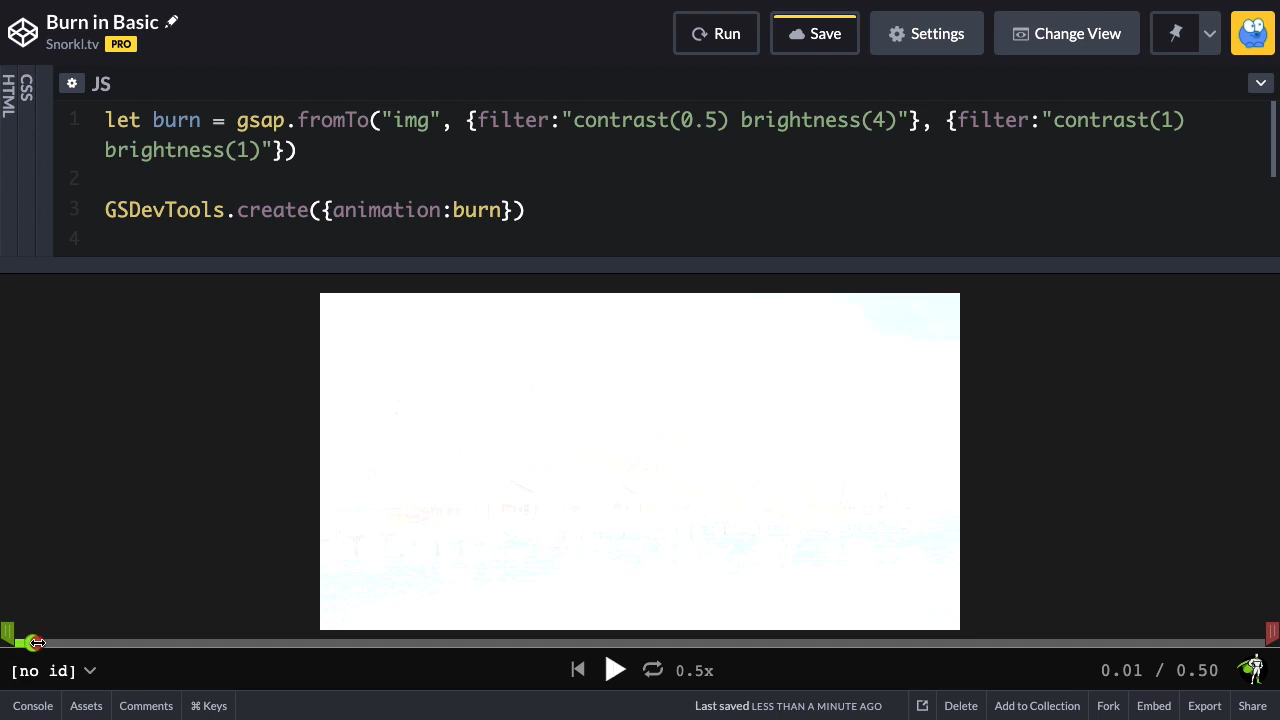 Burn in Basic
Snorkl.tv PRO
Run
Save
Settings
Change View
HTML
CSS
JS
1 let burn = gsap.fromTo("img", {filter:"contrast(0.5) brightness(4)"}, {filter:"contrast(1)
brightness(1)"})
2
3 GSDevTools.create({animation:burn})
4
[no id]
0.5x
0.01 / 0.50
Console Assets Comments ⌘ Keys Last saved LESS THAN A MINUTE AGO Delete Add to Collection Fork Embed Export Share